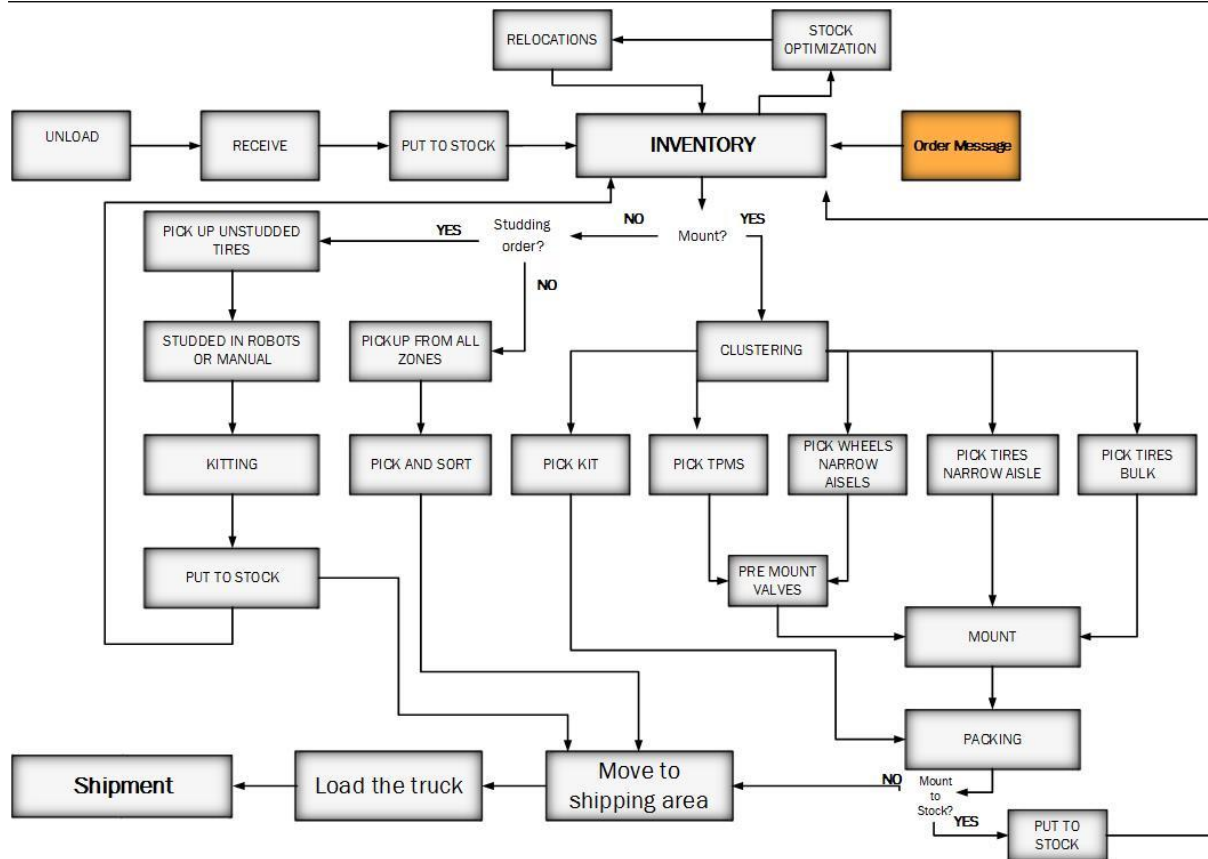 RELOCATIONS
STOCK
OPTIMIZATION
UNLOAD
RECEIVE
PUT TO STOCK
INVENTORY
Order Message
PICK UP UNSTUDDED
TIRES
YES
Studding
order?
NO
Mount?
YES
NO
STUDDED IN ROBOTS
OR MANUAL
PICKUP FROM ALL
ZONES
CLUSTERING
KITTING
PICK AND SORT
PICK KIT
PICK TPMS
PICK WHEELS
NARROW
AISELS
PICK TIRES
NARROW AISLE
PICK TIRES
BULK
PUT TO STOCK
PRE MOUNT
VALVES
MOUNT
PACKING
Shipment
Load the truck
Move to
shipping area
NO
Mount
to
Stock?
YES
PUT TO
STOCK